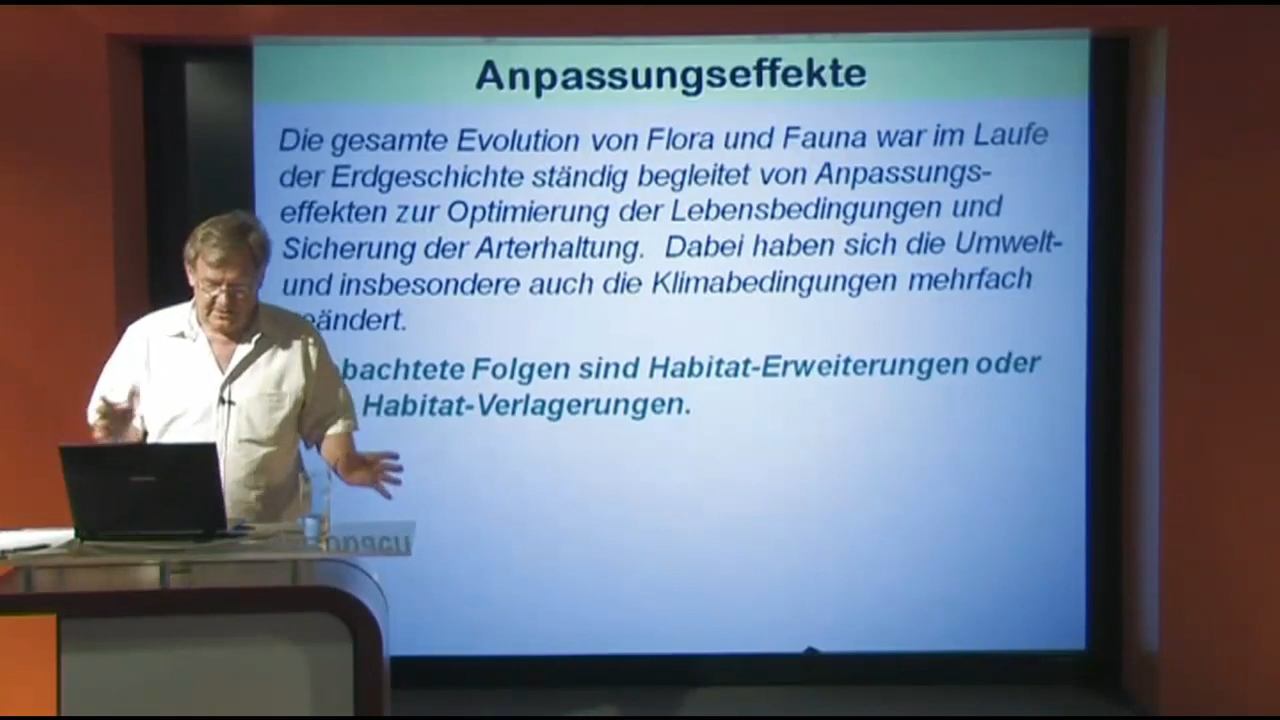 Anpassungseffekte
Die gesamte Evolution von Flora und Fauna war im Laufe
der Erdgeschichte ständig begleitet von Anpassungs-
effekten zur Optimierung der Lebensbedingungen und
Sicherung der Arterhaltung. Dabei haben sich die Umwelt-
und insbesondere auch die Klimabedingungen mehrfach
eändert.
bachtete Folgen sind Habitat-Erweiterungen oder
Habitat-Verlagerungen.